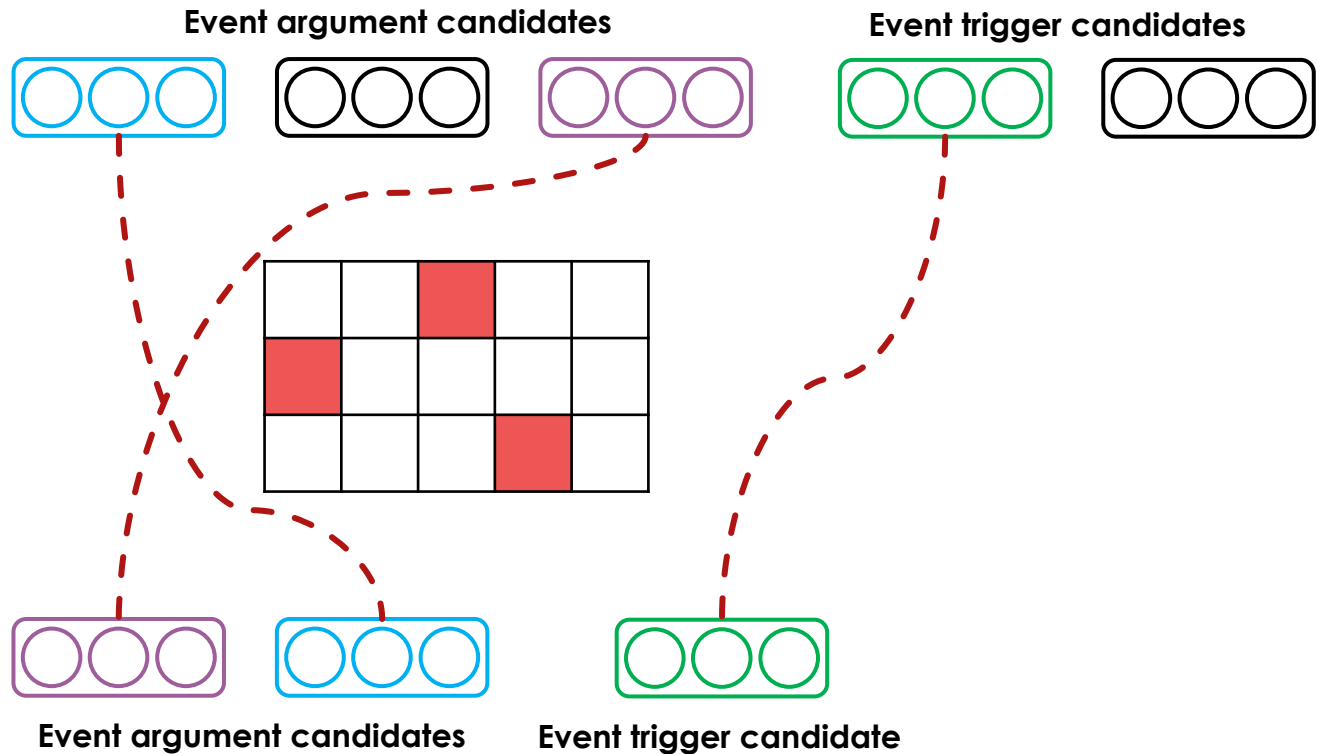 Event argument candidates
Event trigger candidates
Event argument candidates
Event trigger candidate